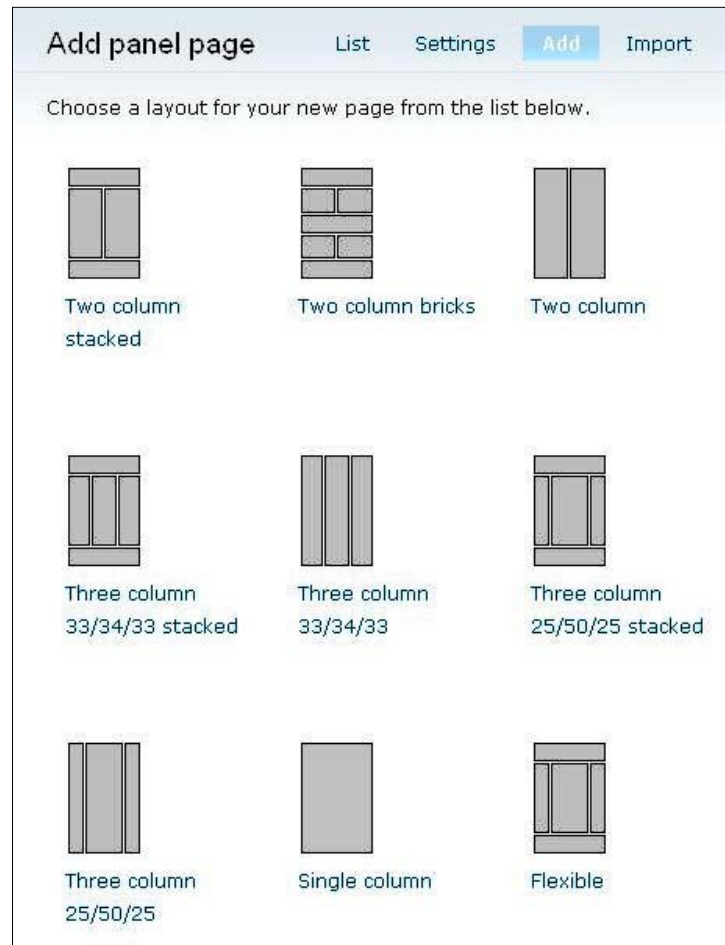 Add panel page List Settings Add Import
Choose a layout for your new page from the list below.
Two column
stacked
Two column bricks
Two column
Three column
33/34/33 stacked
Three column
33/34/33
Three column
25/50/25 stacked
Three column
25/50/25
Single column
Flexible